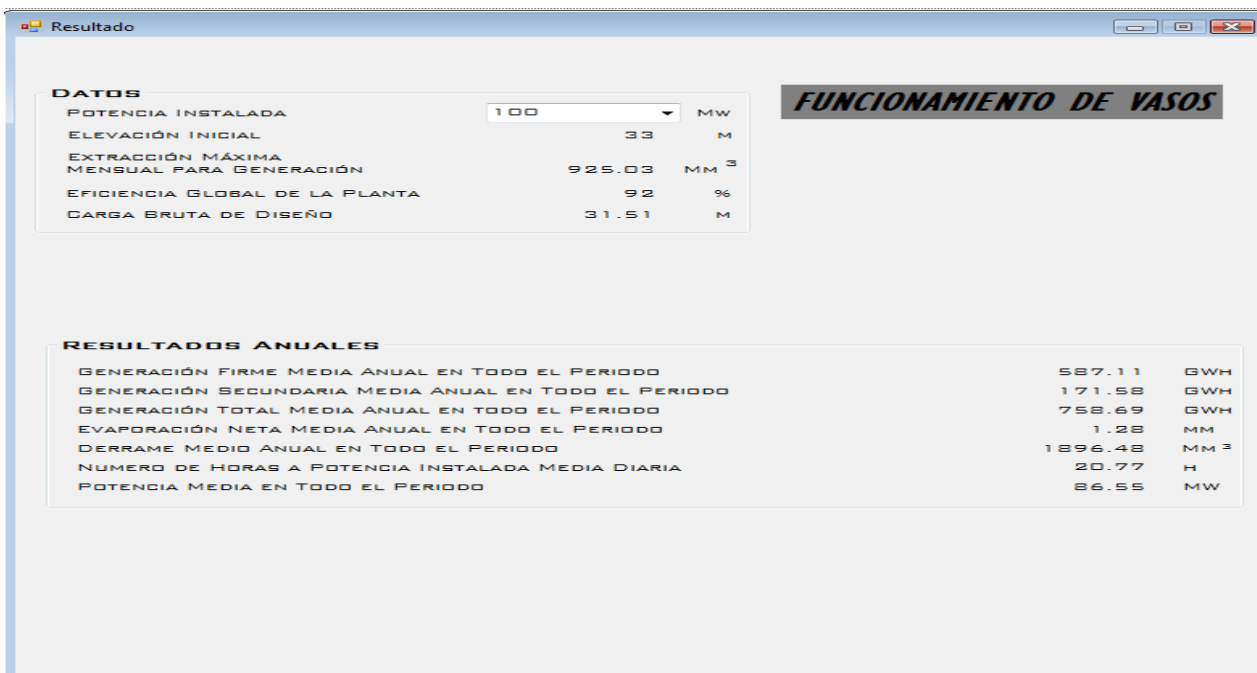 Resultado
DATOS
FUNCIONAMIENTO DE VASOS
POTENCIA INSTALADA 100 MW
ELEVACIÓN INICIAL 33 M
EXTRACCIÓN MÁXIMA
MENSUAL PARA GENERACIÓN 925.03 MM 3
EFICIENCIA GLOBAL DE LA PLANTA 92 %
CARGA BRUTA DE DISEÑO 31.51 M
RESULTADOS ANUALES
GENERACIÓN FIRME MEDIA ANUAL EN TODO EL PERIODO 587.11 GWH
GENERACIÓN SECUNDARIA MEDIA ANUAL EN TODO EL PERIODO 171.58 GWH
GENERACIÓN TOTAL MEDIA ANUAL EN TODO EL PERIODO 758.69 GWH
EVAPORACIÓN NETA MEDIA ANUAL EN TODO EL PERIODO 1.28 MM
DERRAME MEDIO ANUAL EN TODO EL PERIODO 1896.48 MM 3
NUMERO DE HORAS A POTENCIA INSTALADA MEDIA DIARIA 20.77 H
POTENCIA MEDIA EN TODO EL PERIODO 86.55 MW